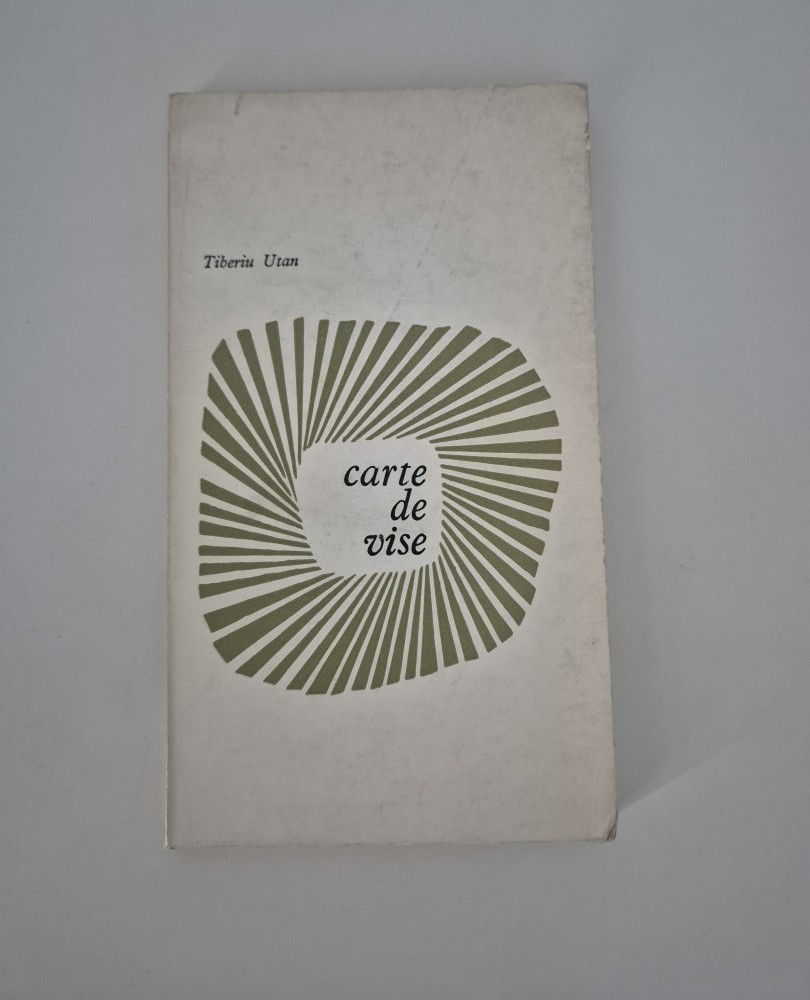 Tiberiu Utan
carte
de
vise